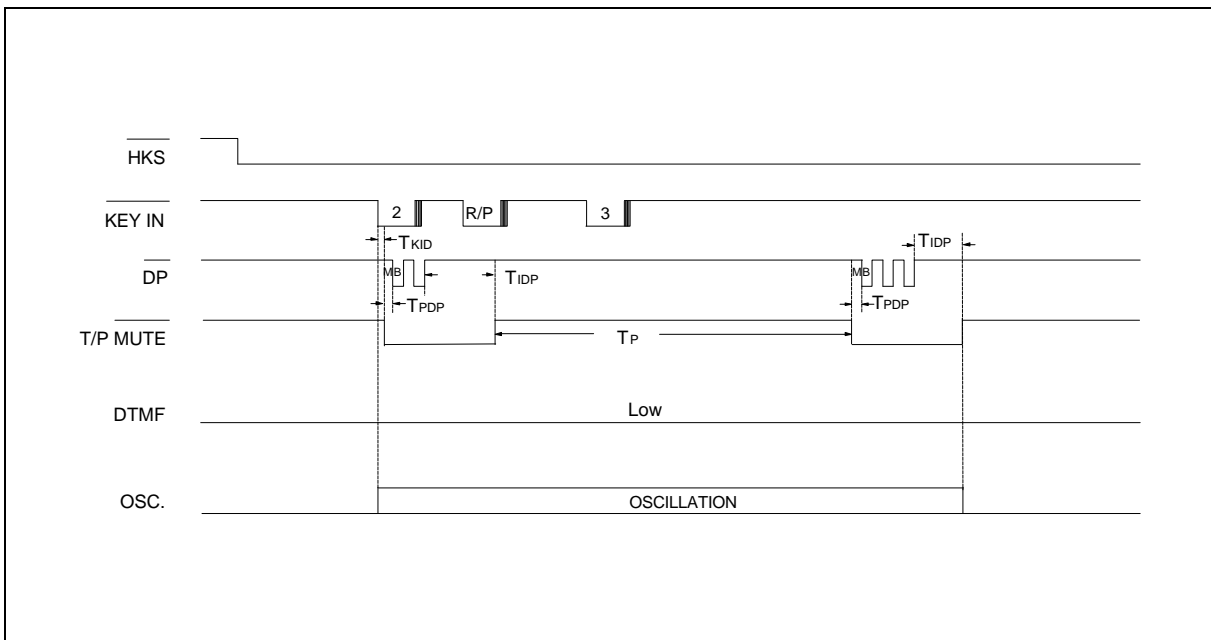 HKS
KEY IN
2
R/P
3
TKID
TIDP
DP
MB
MB
TIDP
TPDP
TPDP
T/P MUTE
TP
DTMF
Low
OSC.
OSCILLATION